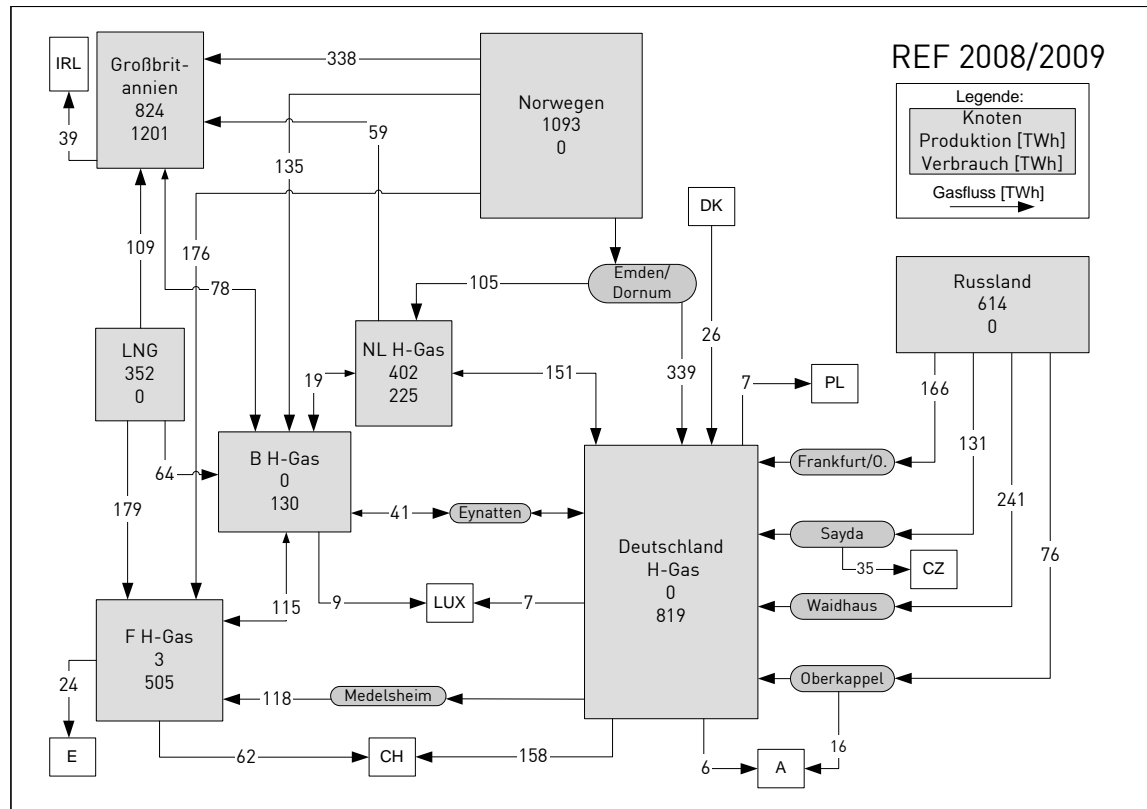 REF 2008/2009
Legende:
Knoten
Produktion [TWh]
Verbrauch [TWh]
Gasfluss [TWh]
IRL
Großbrit-
annien
824
1201
338
Norwegen
1093
0
39
59
135
DK
109
176
78
105
Emden/
Dornum
Russland
614
0
LNG
352
0
NL H-Gas
402
225
19
151
339
26
7
PL
166
131
241
76
64
B H-Gas
0
130
179
41
Eynatten
Frankfurt/O.
Sayda
35
CZ
Deutschland
H-Gas
0
819
Waidhaus
115
9
LUX
7
F H-Gas
3
505
24
118
Medelsheim
Oberkappel
16
E
62
CH
158
6
A